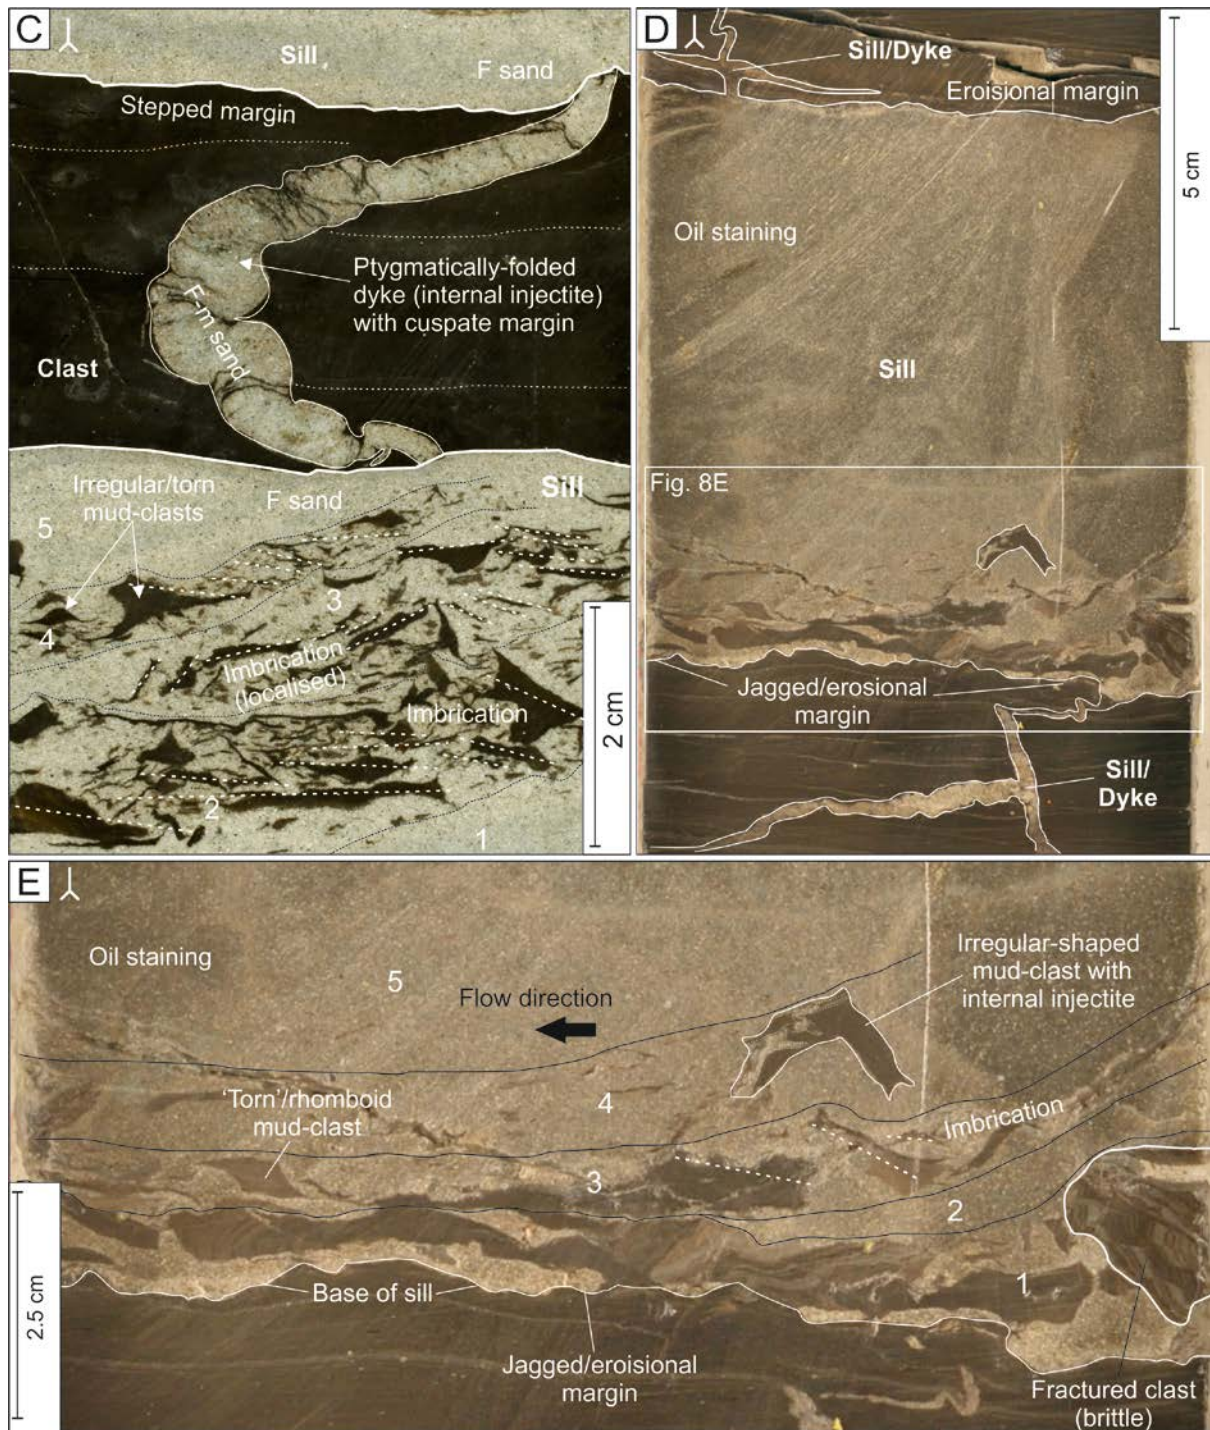 C
Sill
F sand
Stepped margin
Ptygmatically-folded
dyke (internal injectite)
with cuspate margin
F-m sand
Clast
Irregular/torn
mud-clasts
F sand
Sill
5
4
3
Imbrication
(localised)
Imbrication
2
1
2 cm
D
Sill/Dyke
Eroisional margin
5 cm
Oil staining
Sill
Fig. 8E
Jagged/erosional
margin
Sill/
Dyke
E
Oil staining
5
Flow direction
Irregular-shaped
mud-clast with
internal injectite
'Torn'/rhomboid
mud-clast
4
Imbrication
3
2
1
Base of sill
2.5 cm
Jagged/eroisional
margin
Fractured clast
(brittle)